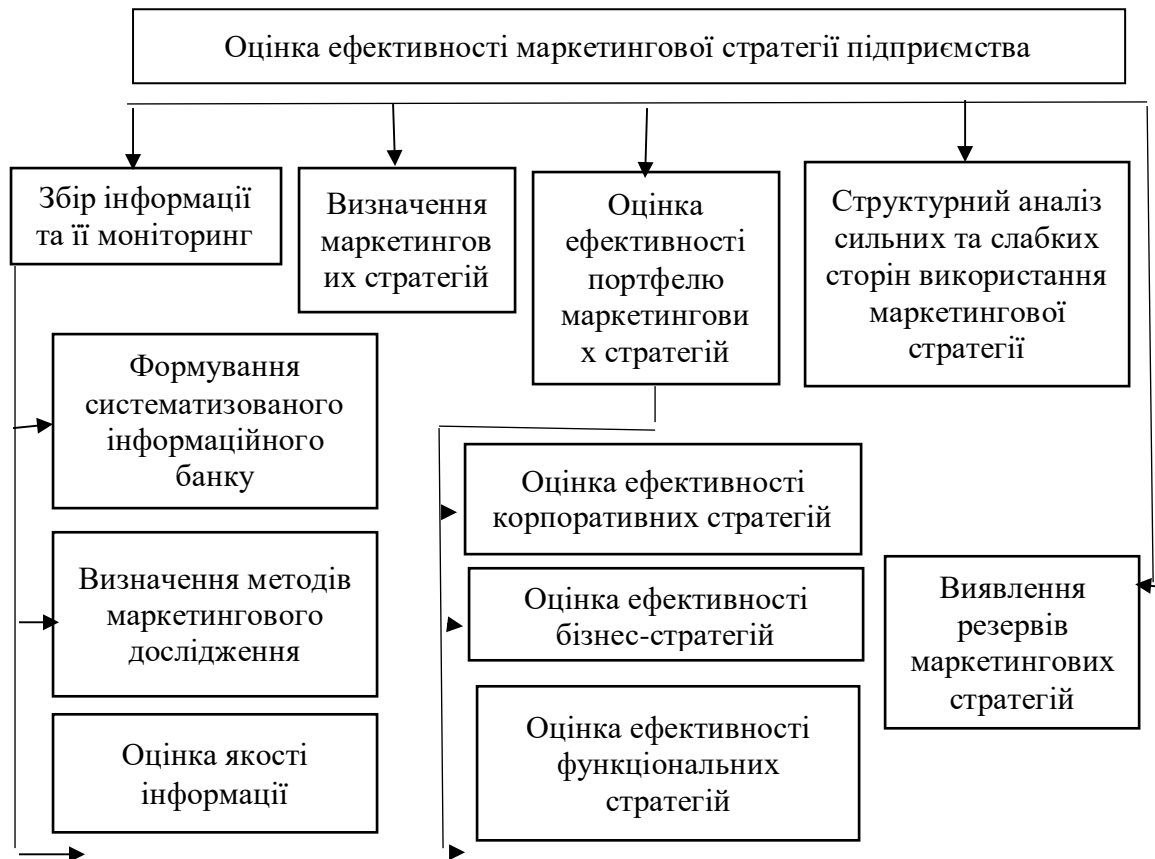 Оцінка ефективності маркетингової стратегії підприємства
Збір інформації
та її моніторинг
Визначення
маркетингов
их стратегій
Оцінка
ефективності
портфелю
маркетингови
х стратегій
Структурний аналіз
сильних та слабких
сторін використання
маркетингової
стратегії
Формування
систематизованого
інформаційного
банку
Визначення методів
маркетингового
дослідження
Оцінка якості
інформації
Оцінка ефективності
корпоративних стратегій
Оцінка ефективності
бізнес-стратегій
Оцінка ефективності
функціональних
стратегій
Виявлення
резервів
маркетингових
стратегій